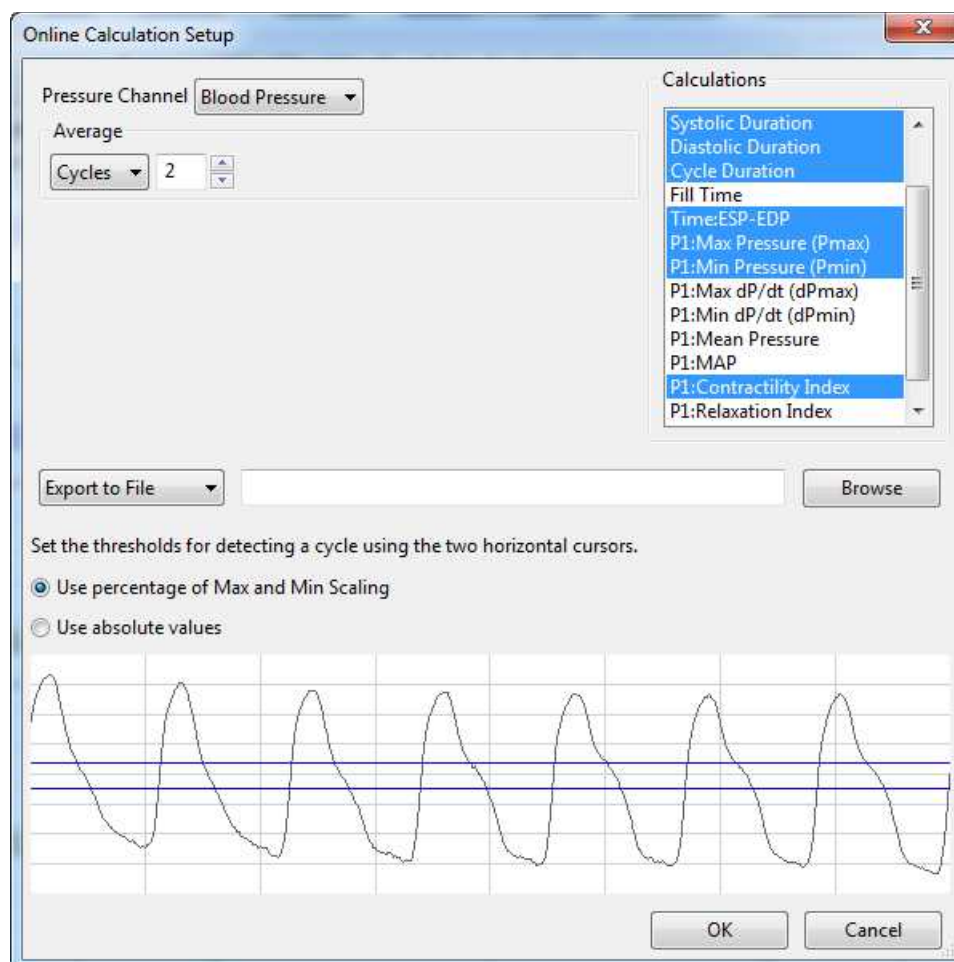 Online Calculation Setup
Pressure Channel Blood Pressure
Calculations
Average
Cycles 2
Systolic Duration
Diastolic Duration
Cycle Duration
Fill Time
Time:ESP-EDP
P1:Max Pressure (Pmax)
P1:Min Pressure (Pmin)
P1:Max dP/dt (dPmax)
P1:Min dP/dt (dPmin)
P1:Mean Pressure
P1:MAP
P1:Contractility Index
P1:Relaxation Index
Export to File Browse
Set the thresholds for detecting a cycle using the two horizontal cursors.
Use percentage of Max and Min Scaling
Use absolute values
OK Cancel